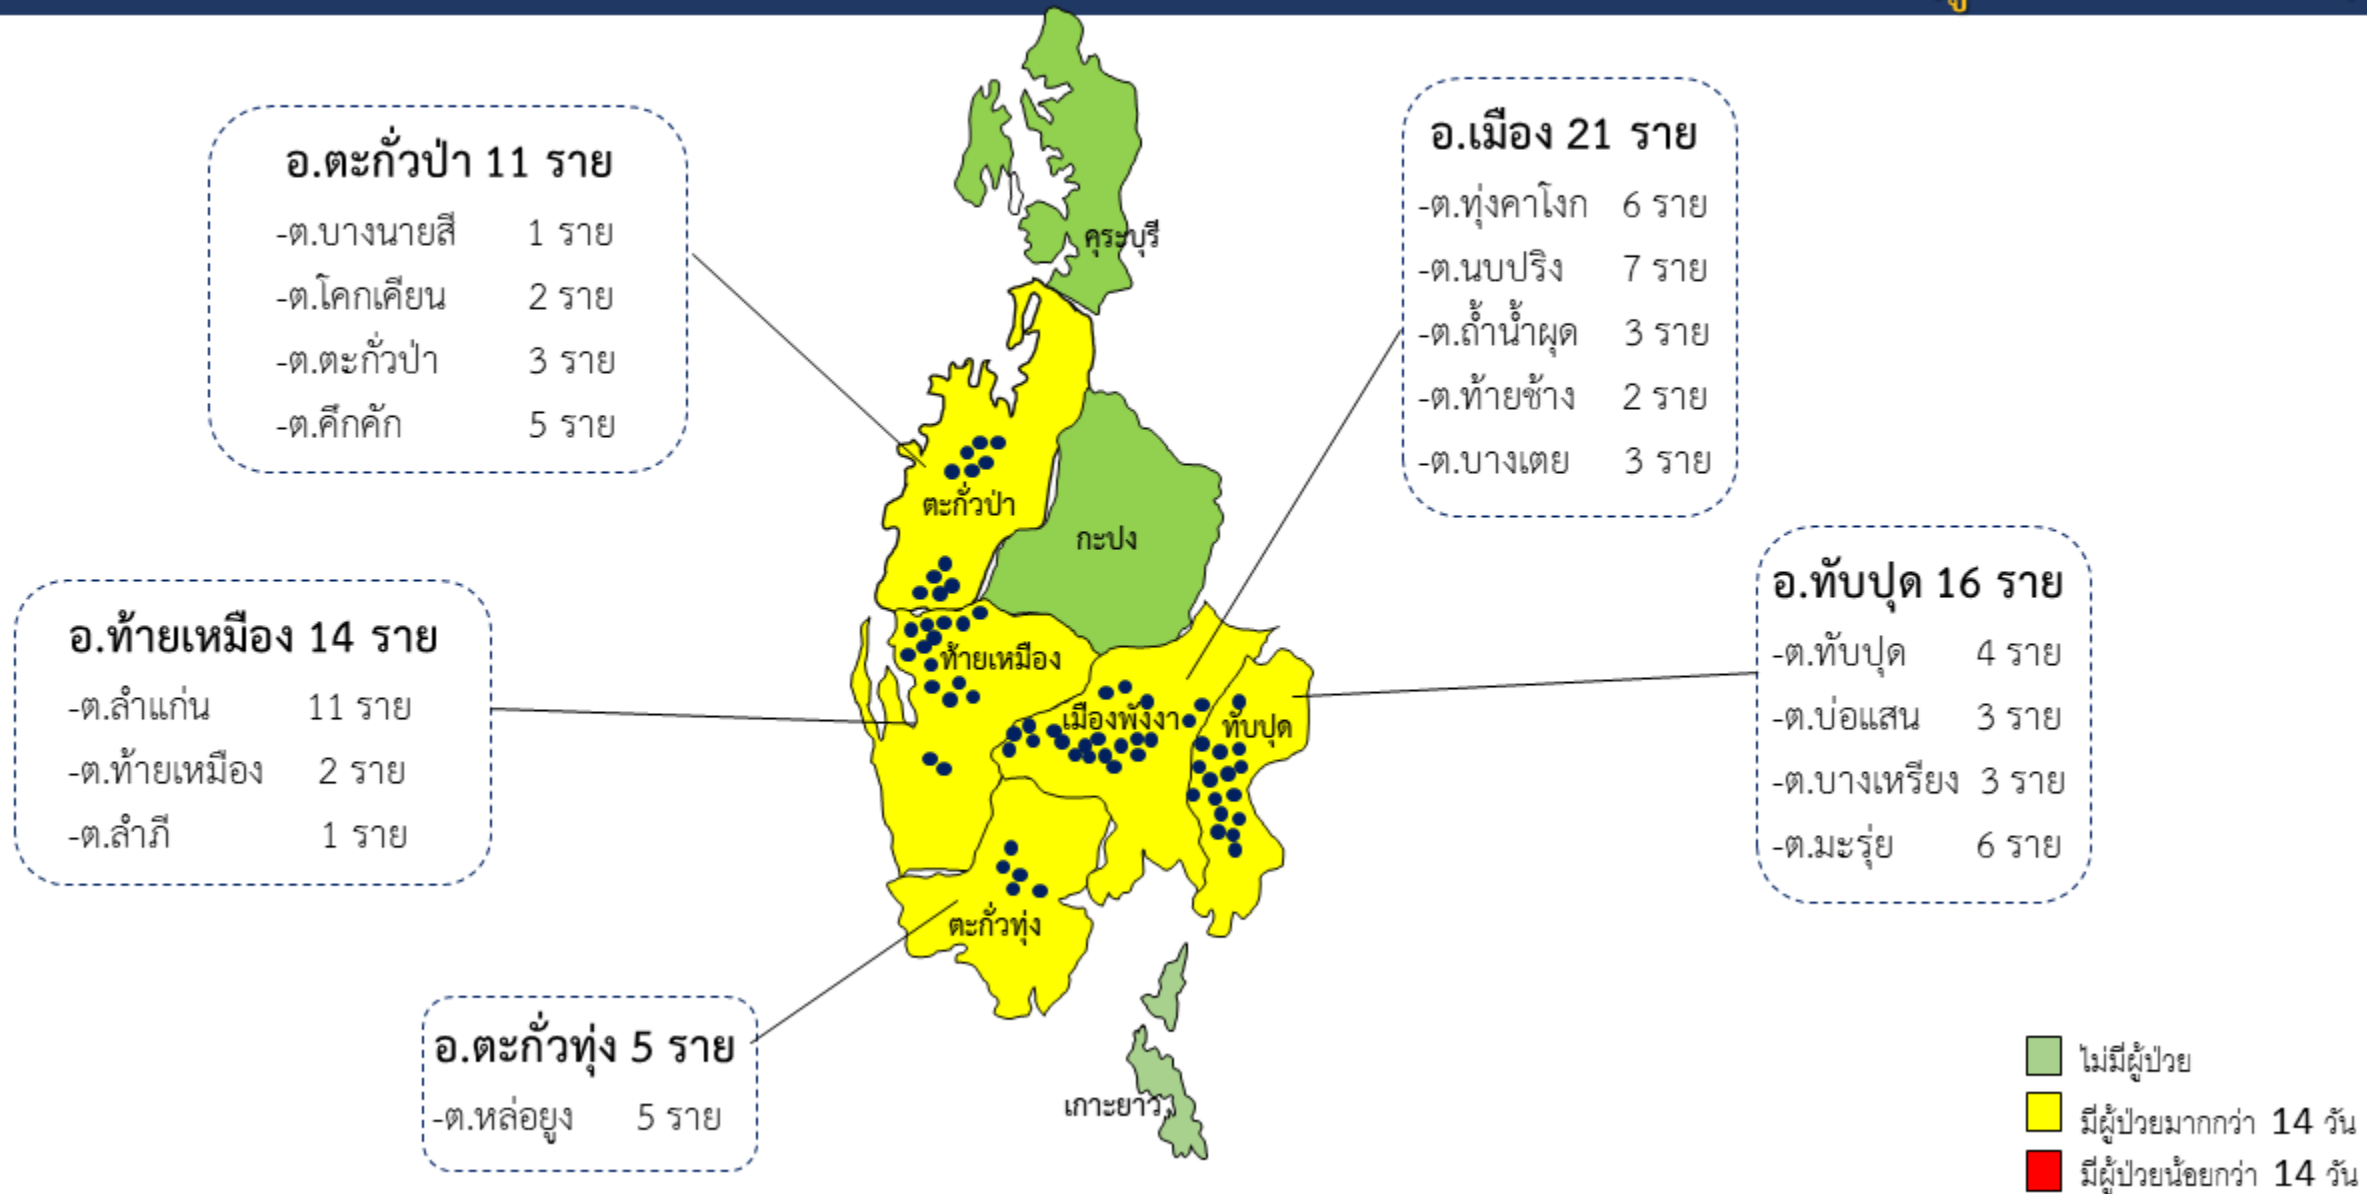 อ.ตะกั่วป่า 11 ราย
-ต.บางนายสี 1 ราย
-ต.โคกเคียน 2 ราย
-ต.ตะกั่วป่า 3 ราย
-ต.คึกคัก 5 ราย
อ.เมือง 21 ราย
-ต.ทุ่งคาโงก 6 ราย
-ต.นบปริง 7 ราย
-ต.ถ้ำน้ำผุด 3 ราย
-ต.ท้ายช้าง 2 ราย
-ต.บางเตย 3 ราย
อ.ท้ายเหมือง 14 ราย
-ต.ลำแก่น 11 ราย
-ต.ท้ายเหมือง 2 ราย
-ต.ลำภี 1 ราย
อ.ทับปุด 16 ราย
-ต.ทับปุด 4 ราย
-ต.บ่อแสน 3 ราย
-ต.บางเหรียง 3 ราย
-ต.มะรุ่ย 6 ราย
อ.ตะกั่วทุ่ง 5 ราย
-ต.หล่อยูง 5 ราย
คุระบุรี
ตะกั่วป่า
กะปง
ท้ายเหมือง
เมืองพังงา
ทับปุด
ตะกั่วทุ่ง
เกาะยาว
ไม่มีผู้ป่วย
มีผู้ป่วยมากกว่า 14 วัน
มีผู้ป่วยน้อยกว่า 14 วัน